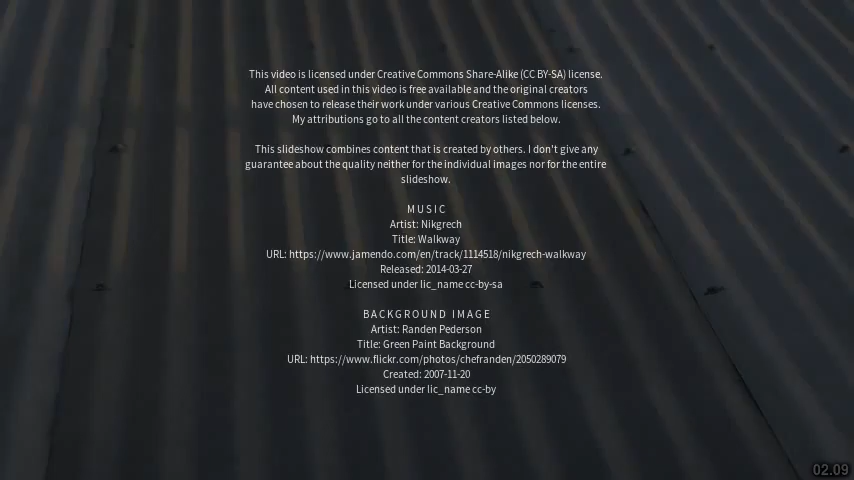 This video is licensed under Creative Commons Share-Alike (CC BY-SA) license.
All content used in this video is free available and the original creators
have chosen to release their work under various Creative Commons licenses.
My attributions go to all the content creators listed below.
This slideshow combines content that is created by others. I don't give any
guarantee about the quality neither for the individual images nor for the entire
slideshow.
MUSIC
Artist: Nikgrech
Title: Walkway
URL: https://www.jamendo.com/en/track/1114518/nikgrech-walkway
Released: 2014-03-27
Licensed under lic_name cc-by-sa
BACKGROUND IMAGE
Artist: Randen Pederson
Title: Green Paint Background
URL: https://www.flickr.com/photos/chefranden/2050289079
Created: 2007-11-20
Licensed under lic_name cc-by
02.09